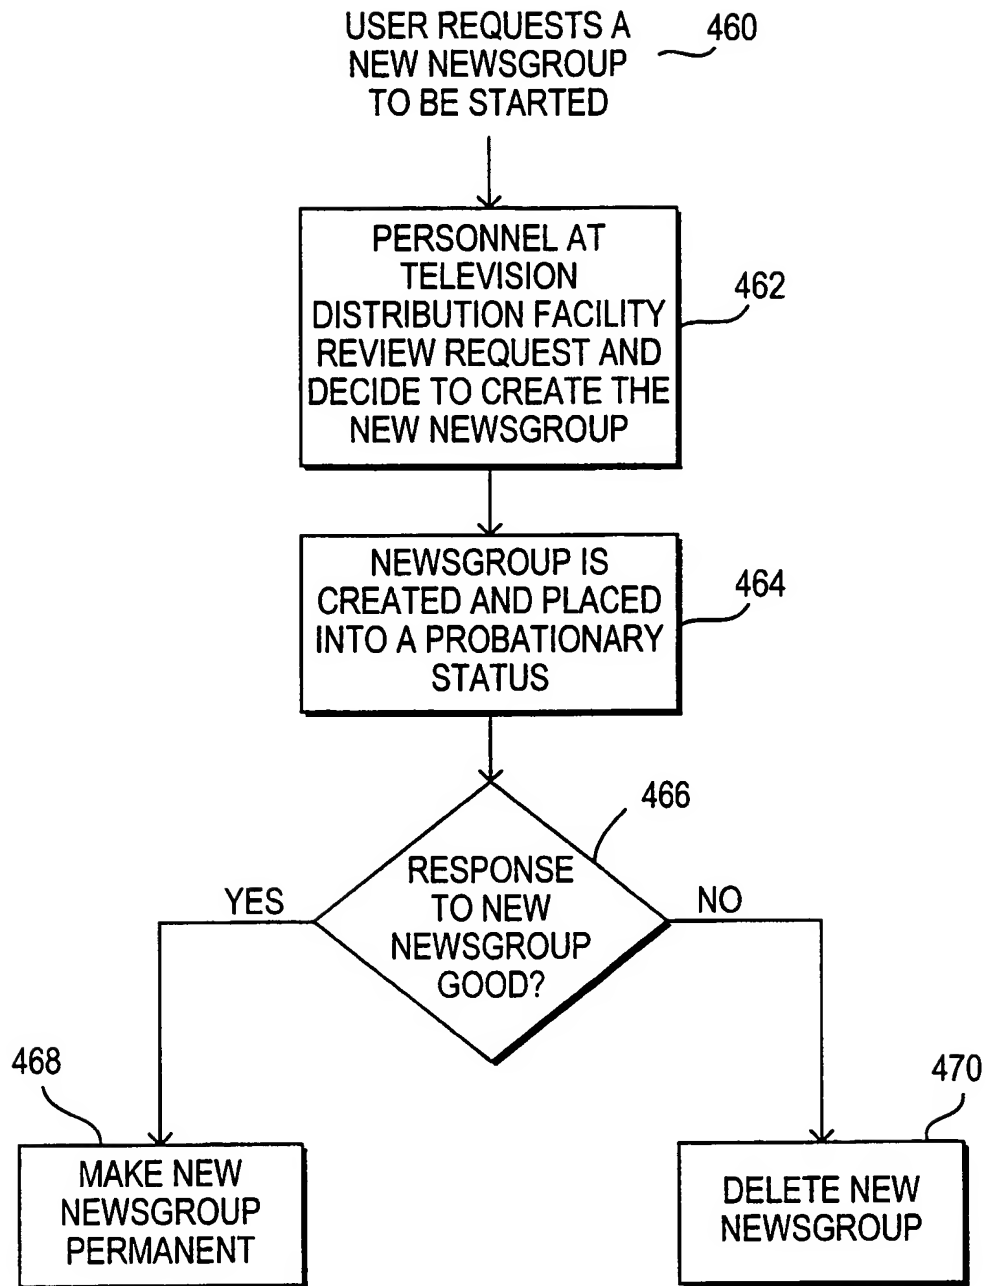 USER REQUESTS A
NEW NEWSGROUP
TO BE STARTED
460
PERSONNEL AT
TELEVISION
DISTRIBUTION FACILITY
REVIEW REQUEST AND
DECIDE TO CREATE THE
NEW NEWSGROUP
462
NEWSGROUP IS
CREATED AND PLACED
INTO A PROBATIONARY
STATUS
464
RESPONSE
TO NEW
NEWSGROUP
GOOD?
466
YES
NO
468
MAKE NEW
NEWSGROUP
PERMANENT
470
DELETE NEW
NEWSGROUP